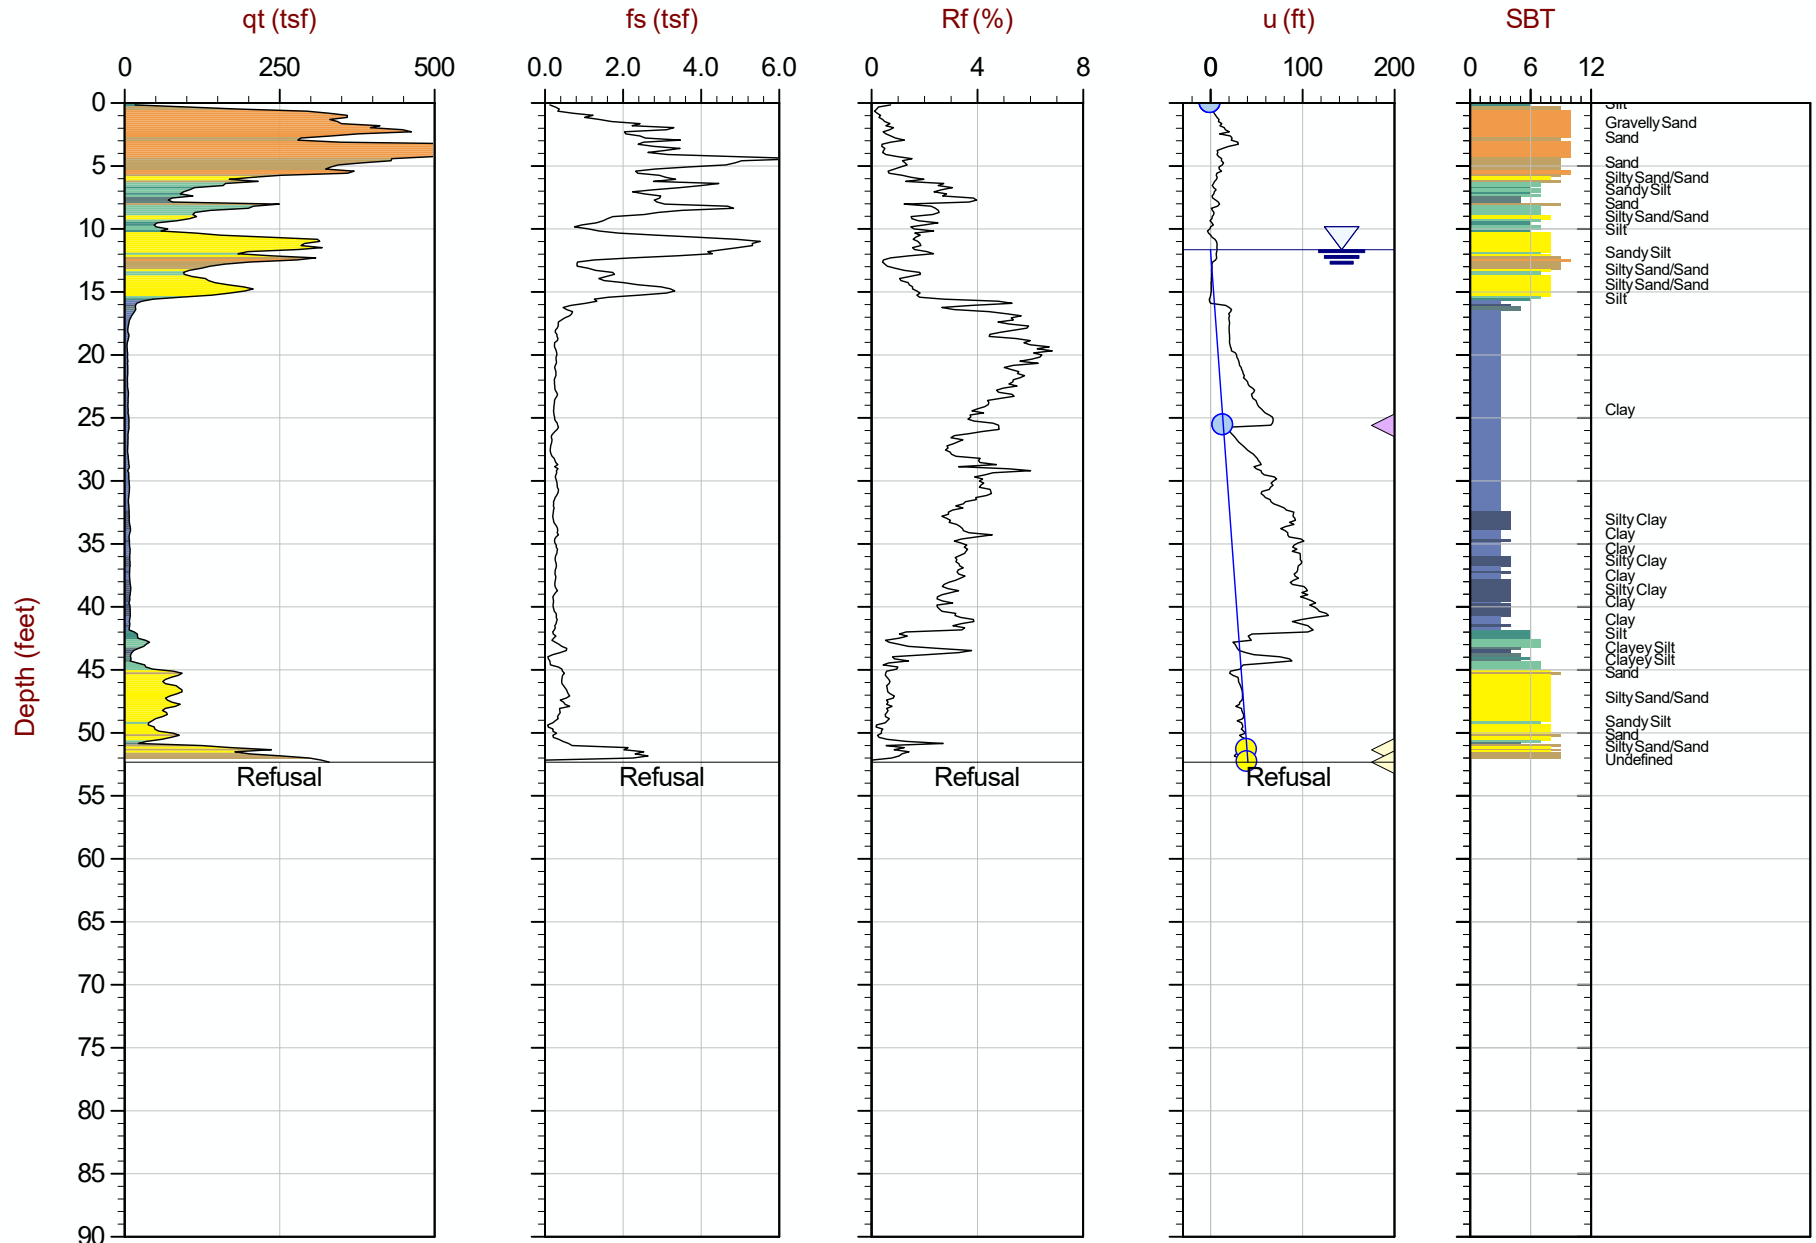 qt (tsf) fs (tsf) Rf (%) u (ft) SBT
0 250 500 0.0 2.0 4.0 6.0 0 4 8 0 100 200 0 6 12
Depth (feet)
0
5
10
15
20
25
30
35
40
45
50
55
60
65
70
75
80
85
90
Refusal Refusal Refusal Refusal
Silt
Gravelly Sand
Sand
Sand
Silty Sand/Sand
Sandy Silt
Sand
Silty Sand/Sand
Silt
Sandy Silt
Silty Sand/Sand
Silty Sand/Sand
Silt
Clay
Silty Clay
Clay
Clay
Silty Clay
Clay
Silty Clay
Clay
Clay
Silt
Clayey Silt
Clayey Silt
Sand
Silty Sand/Sand
Sandy Silt
Sand
Silty Sand/Sand
Undefined